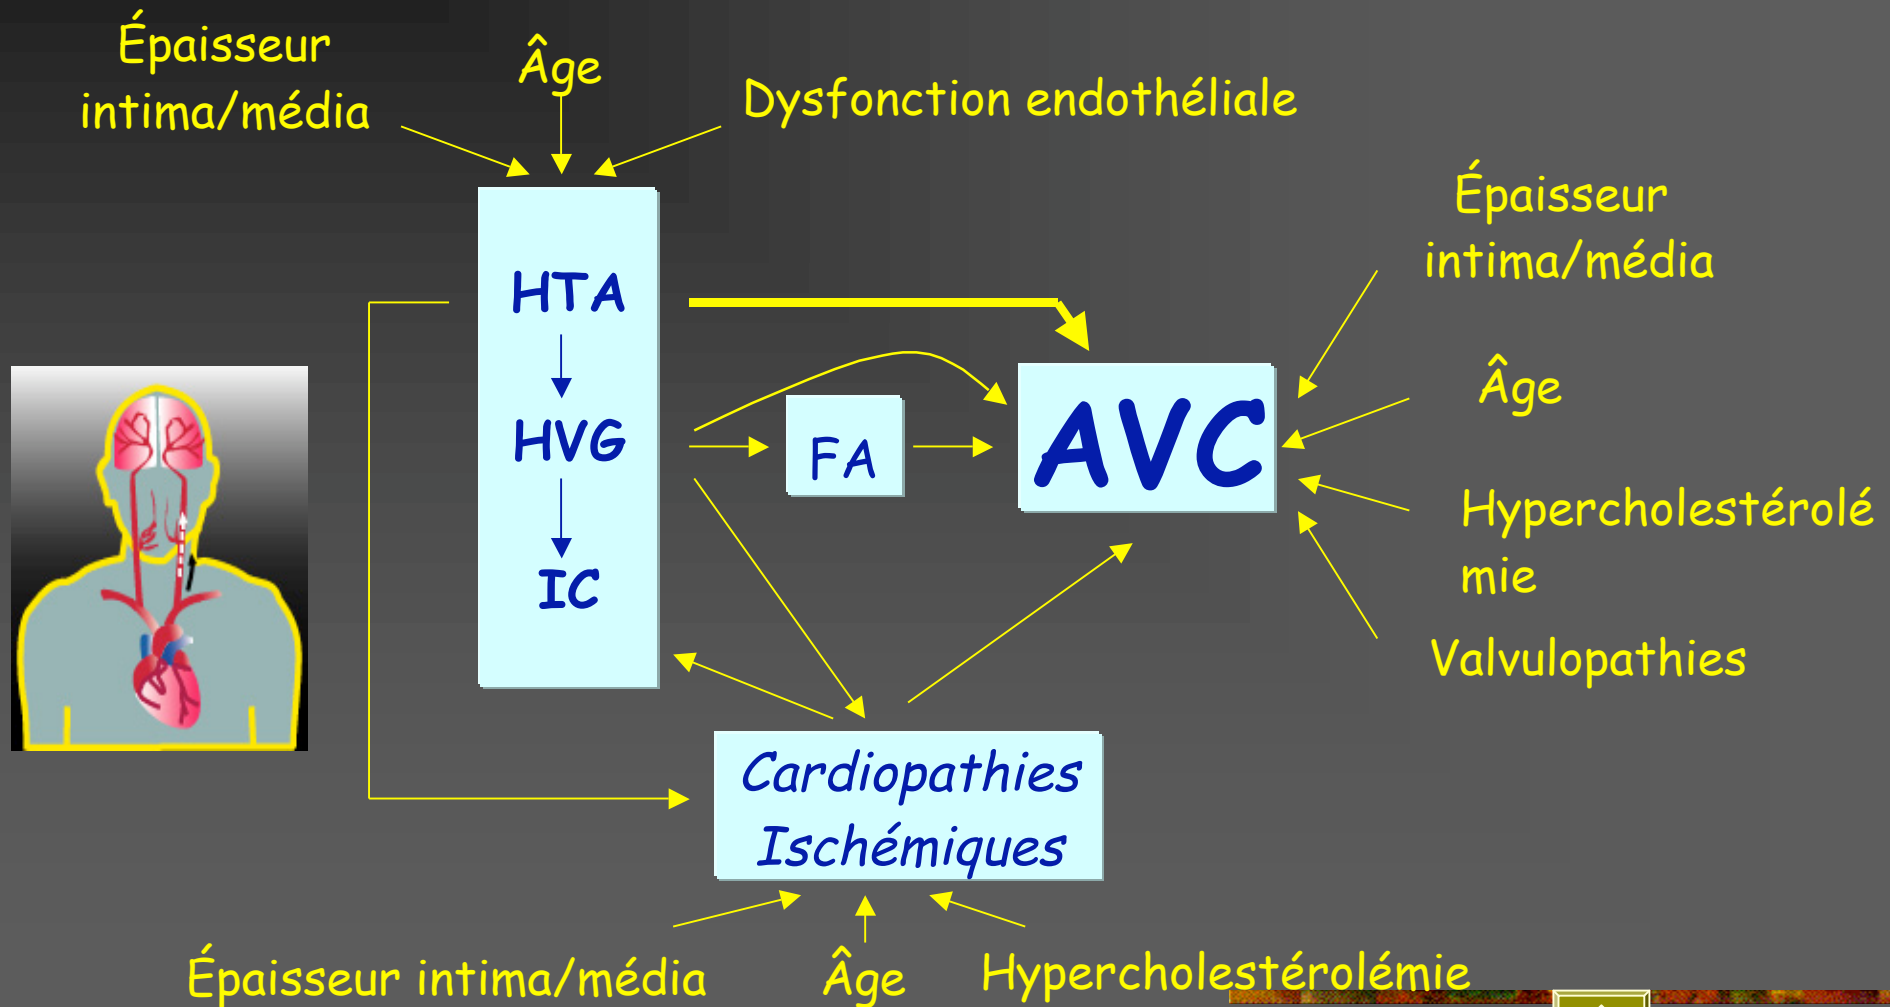 Épaisseur
intima/média
Âge
Dysfonction endothéliale
Épaisseur
intima/média
HTA
Âge
HVG
FA
AVC
Hypercholestérolé
mie
IC
Valvulopathies
Cardiopathies
Ischémiques
Épaisseur intima/média
Âge
Hypercholestérolémie